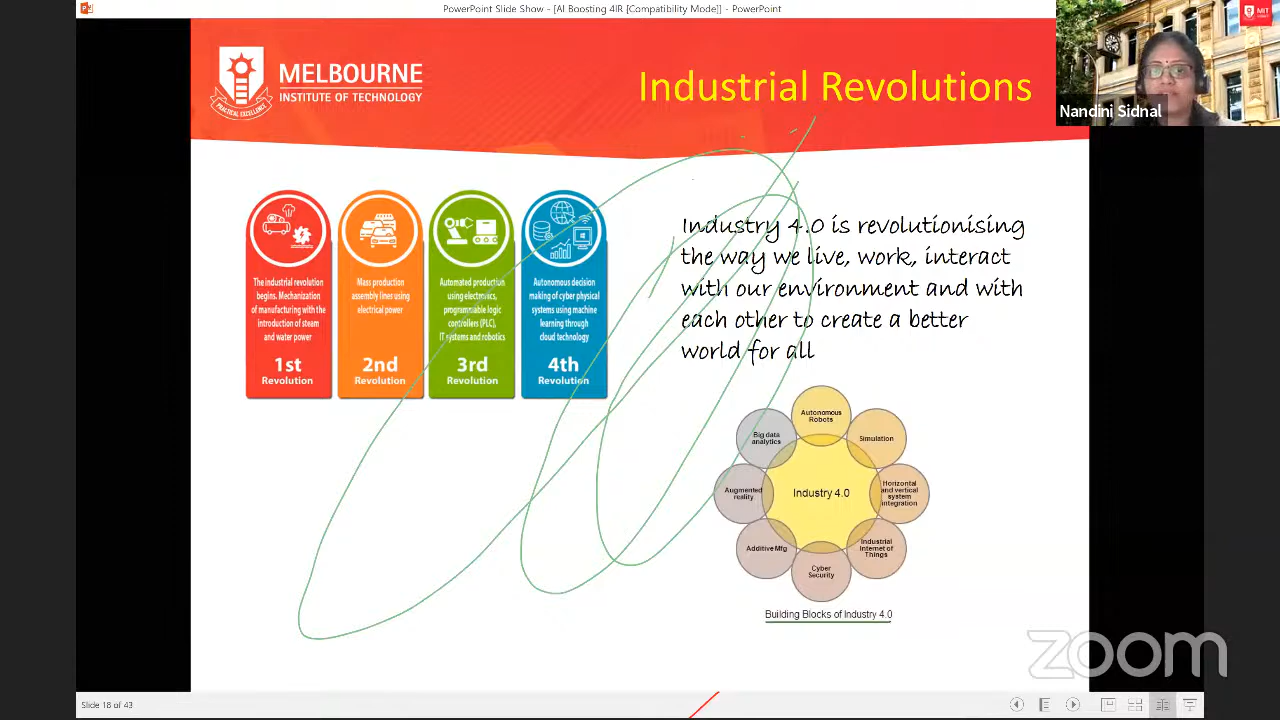 PowerPoint Slide Show - [AI Boosting 4IR [Compatibility Mode]] - PowerPoint
MIT
MELBOURNE
INSTITUTE OF TECHNOLOGY
PRACTICAL EXCELLENCE
Industrial Revolutions
Nandini Sidnal
The industrial revolution
begins. Mechanization
of manufacturing with the
introduction of steam
and water power
1st
Revolution
Mass production
assembly lines using
electrical power
2nd
Revolution
Automated production
using electronics,
programmable logic
controllers (PLC),
IT systems and robotics
3rd
Revolution
Autonomous decision
making of cyber physical
systems using machine
learning through
cloud technology
4th
Revolution
Industry 4.0 is revolutionising
the way we live, work, interact
with our environment and with
each other to create a better
world for all
Autonomous
Robots
Big data
analytics
Simulation
Augmented
reality
Industry 4.0
Horizontal
and vertical
system
integration
Additive Mfg
Industrial
Internet of
Things
Cyber
Security
Building Blocks of Industry 4.0
zoom
Slide 18 of 43